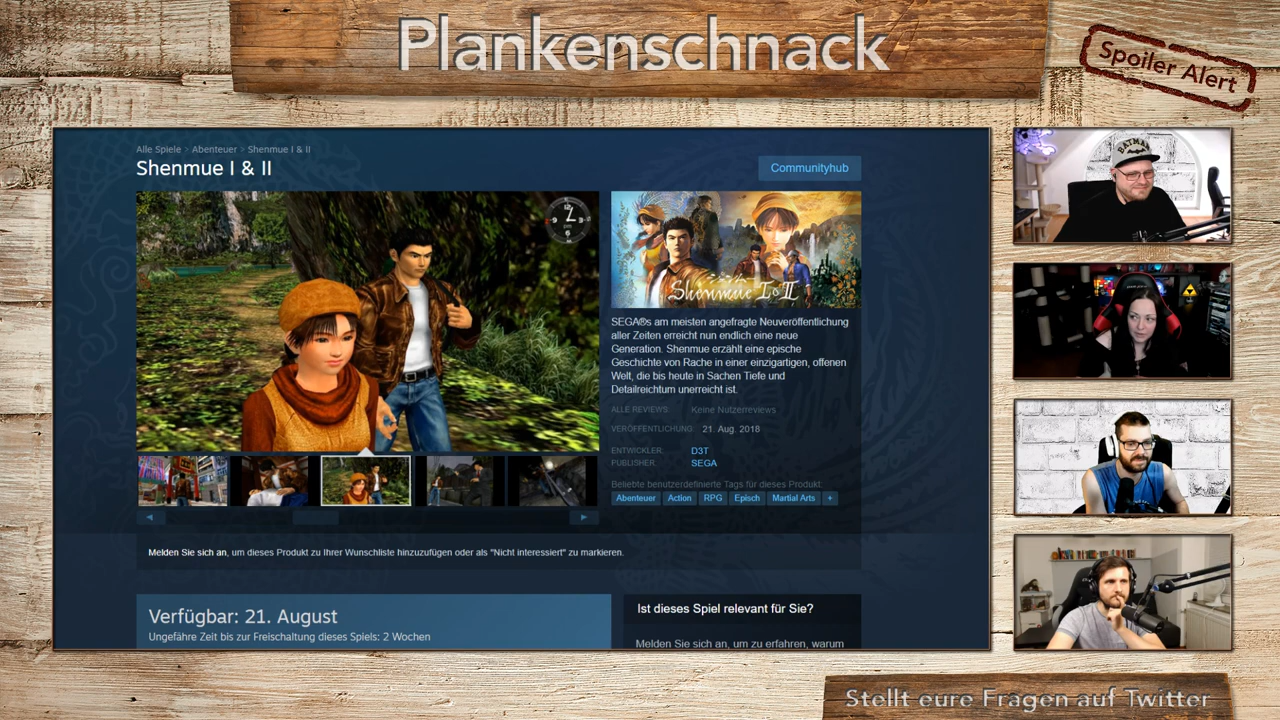 Plankenschnack
Spoiler Alert
Alle Spiele > Abenteuer > Shenmue I & II
Shenmue I & II
Communityhub
Shenmue I & II
SEGA®s am meisten angefragte Neuveröffentlichung
aller Zeiten erreicht nun endlich eine neue
Generation. Shenmue erzählt eine epische
Geschichte von Rache in einer einzigartigen, offenen
Welt, die bis heute in Sachen Tiefe und
Detailreichtum unerreicht ist.
ALLE REVIEWS: Keine Nutzerreviews
VERÖFFENTLICHUNG: 21. Aug. 2018
ENTWICKLER: D3T
PUBLISHER: SEGA
Beliebte benutzerdefinierte Tags für dieses Produkt:
Abenteuer Action RPG Episch Martial Arts +
Melden Sie sich an, um dieses Produkt zu Ihrer Wunschliste hinzuzufügen oder als "Nicht interessiert" zu markieren.
Verfügbar: 21. August
Ungefähre Zeit bis zur Freischaltung dieses Spiels: 2 Wochen
Ist dieses Spiel relevant für Sie?
Melden Sie sich an, um zu erfahren, warum
BATMAN
Stellt eure Fragen auf Twitter